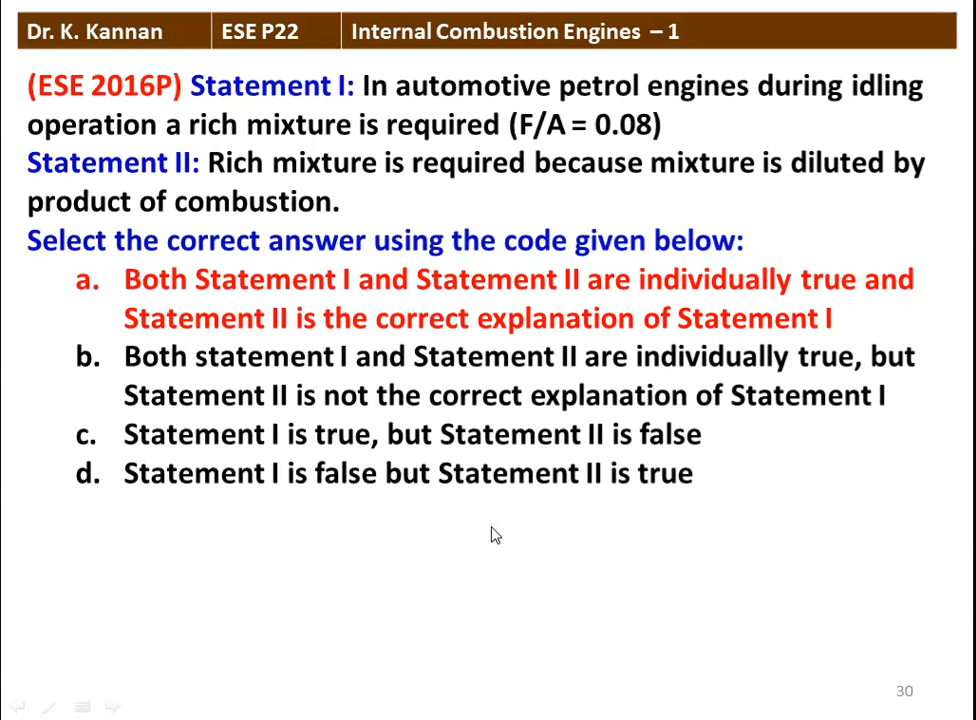 Dr. K. Kannan ESE P22 Internal Combustion Engines – 1
(ESE 2016P) Statement I: In automotive petrol engines during idling
operation a rich mixture is required (F/A = 0.08)
Statement II: Rich mixture is required because mixture is diluted by
product of combustion.
Select the correct answer using the code given below:
a. Both Statement I and Statement II are individually true and
Statement II is the correct explanation of Statement I
b. Both statement I and Statement II are individually true, but
Statement II is not the correct explanation of Statement I
c. Statement I is true, but Statement II is false
d. Statement I is false but Statement II is true
30